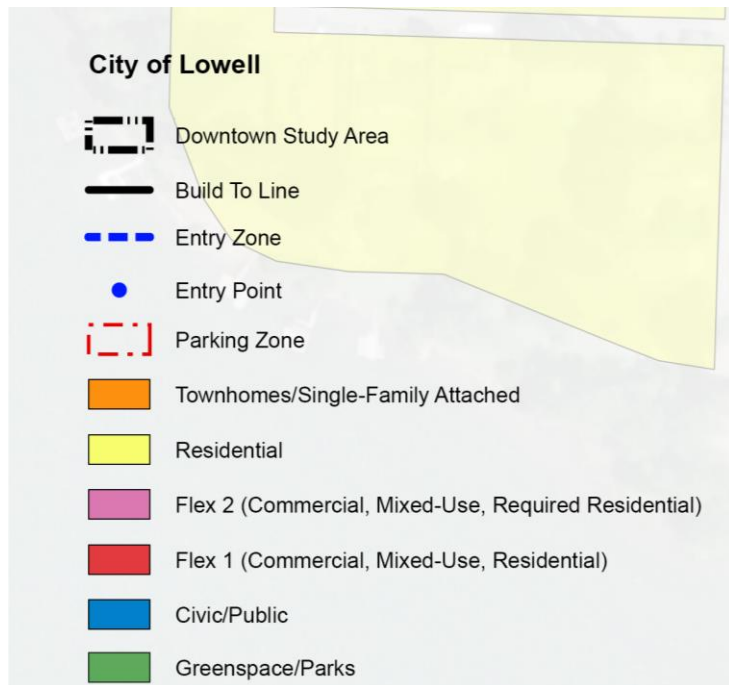 City of Lowell
Downtown Study Area
Build To Line
Entry Zone
Entry Point
Parking Zone
Townhomes/Single-Family Attached
Residential
Flex 2 (Commercial, Mixed-Use, Required Residential)
Flex 1 (Commercial, Mixed-Use, Residential)
Civic/Public
Greenspace/Parks